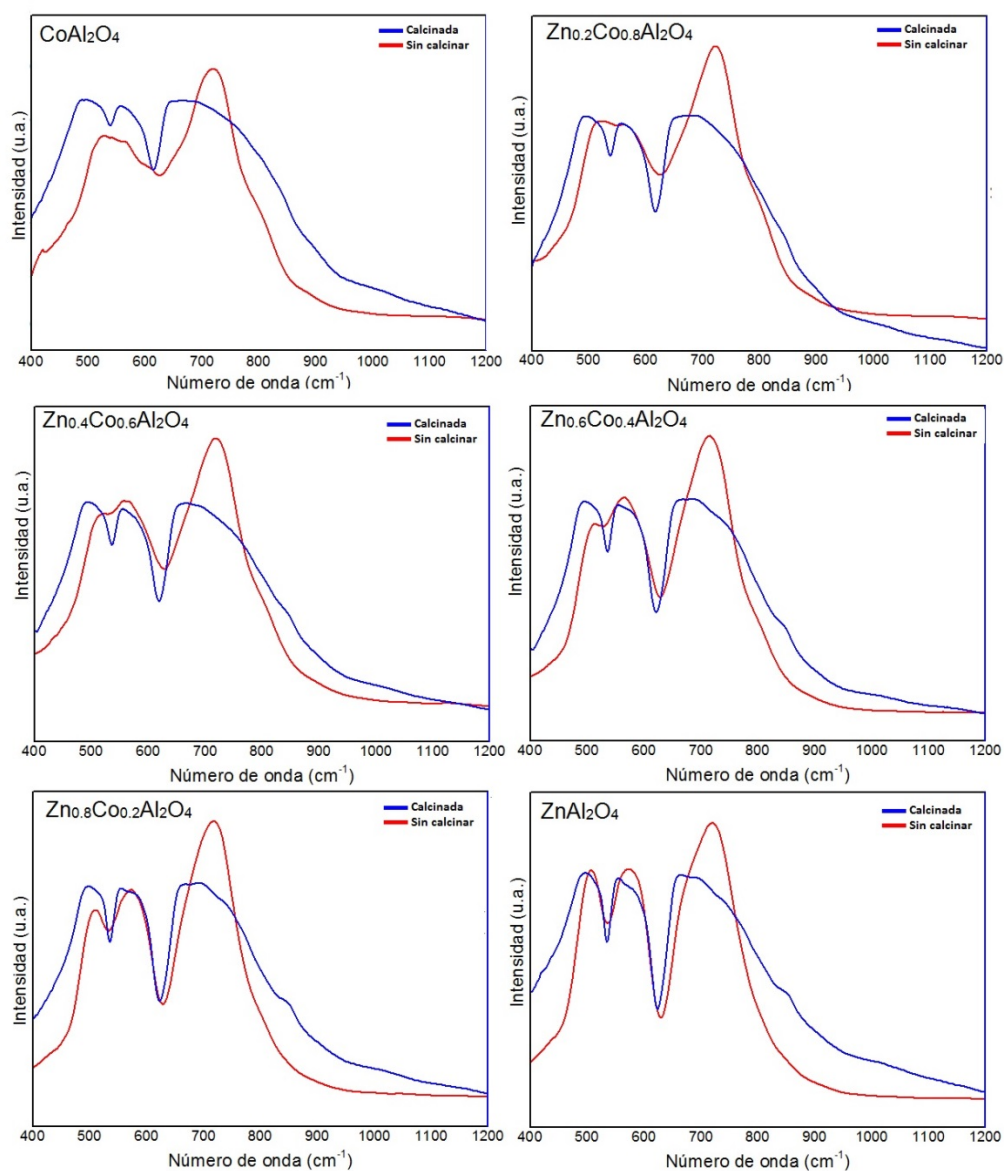 CoAl₂O₄
Calcinada
Sin calcinar
Intensidad (u.a.)
400 500 600 700 800 900 1000 1100 1200
Número de onda (cm⁻¹)
Zn₀.₂Co₀.₈Al₂O₄
Calcinada
Sin calcinar
Intensidad (u.a.)
400 500 600 700 800 900 1000 1100 1200
Número de onda (cm⁻¹)
Zn₀.₄Co₀.₆Al₂O₄
Calcinada
Sin calcinar
Intensidad (u.a.)
400 500 600 700 800 900 1000 1100 1200
Número de onda (cm⁻¹)
Zn₀.₆Co₀.₄Al₂O₄
Calcinada
Sin calcinar
Intensidad (u.a.)
400 500 600 700 800 900 1000 1100 1200
Número de onda (cm⁻¹)
Zn₀.₈Co₀.₂Al₂O₄
Calcinada
Sin calcinar
Intensidad (u.a.)
400 500 600 700 800 900 1000 1100 1200
Número de onda (cm⁻¹)
ZnAl₂O₄
Calcinada
Sin calcinar
Intensidad (u.a.)
400 500 600 700 800 900 1000 1100 1200
Número de onda (cm⁻¹)